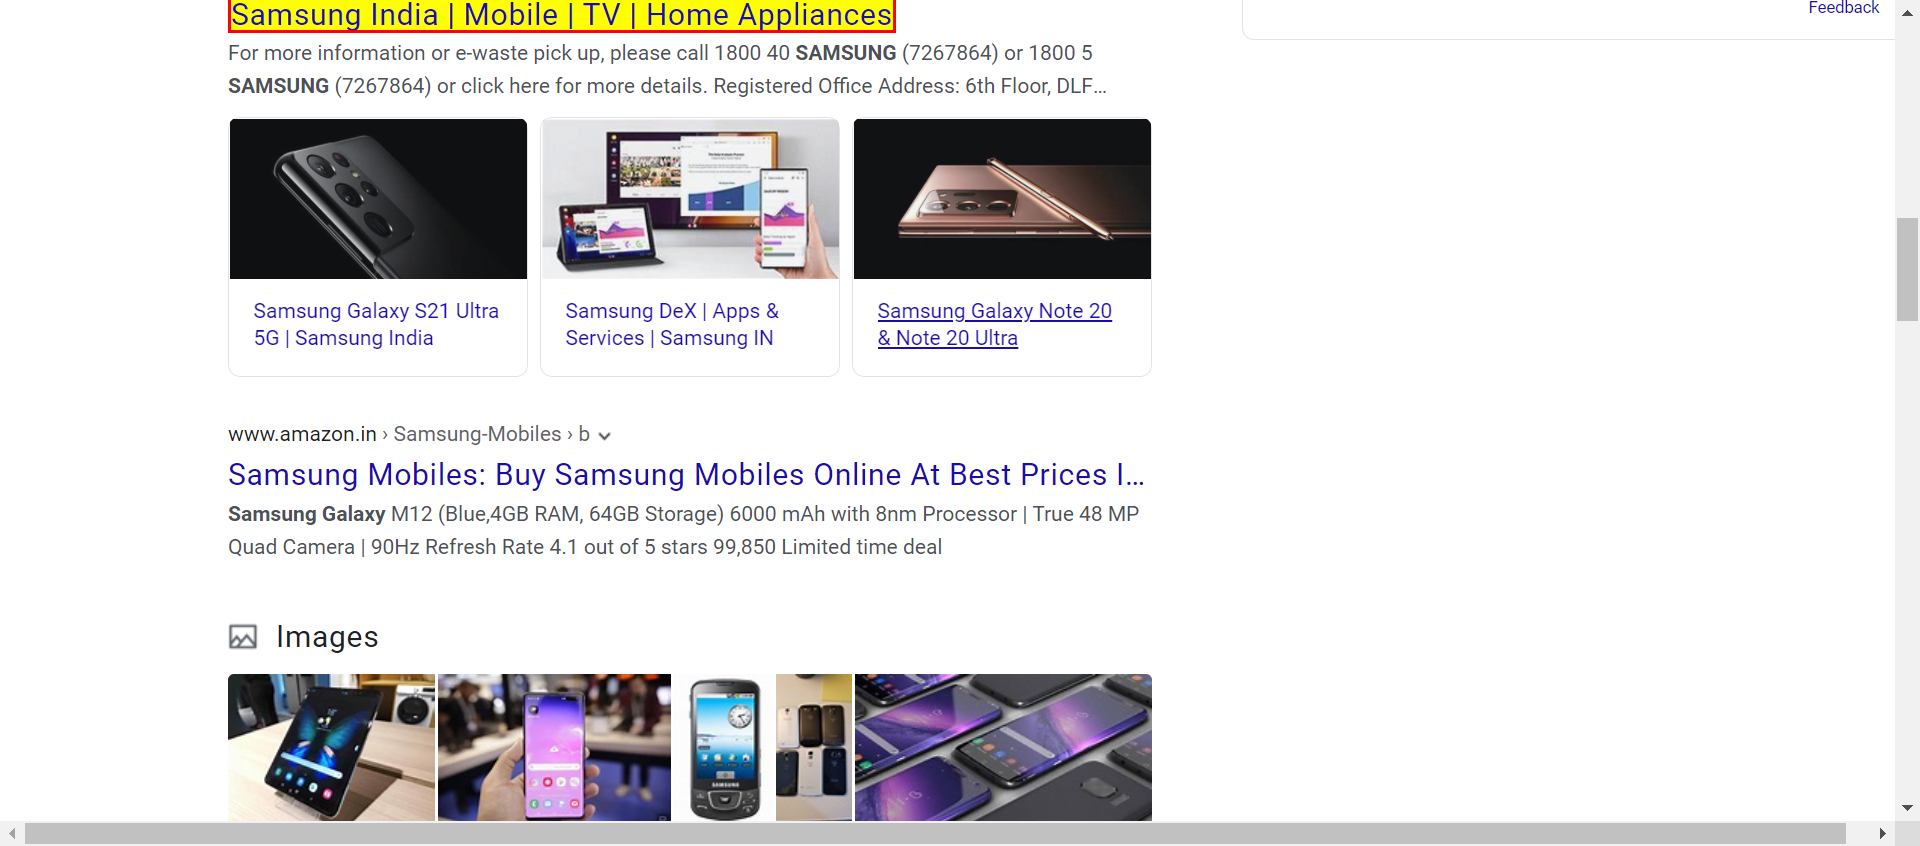 Samsung India | Mobile | TV | Home Appliances
Feedback
For more information or e-waste pick up, please call 1800 40 SAMSUNG (7267864) or 1800 5
SAMSUNG (7267864) or click here for more details. Registered Office Address: 6th Floor, DLF...
Samsung Galaxy S21 Ultra
5G | Samsung India
Samsung DeX | Apps &
Services | Samsung IN
Samsung Galaxy Note 20
& Note 20 Ultra
www.amazon.in › Samsung-Mobiles › b
Samsung Mobiles: Buy Samsung Mobiles Online At Best Prices I...
Samsung Galaxy M12 (Blue,4GB RAM, 64GB Storage) 6000 mAh with 8nm Processor | True 48 MP
Quad Camera | 90Hz Refresh Rate 4.1 out of 5 stars 99,850 Limited time deal
Images
SAMSUNG